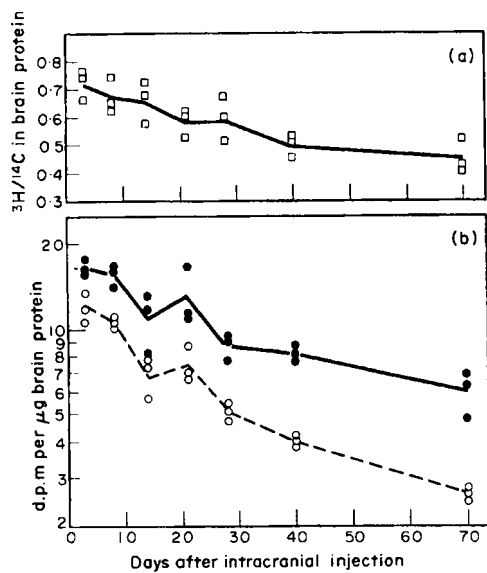 ³H/¹⁴C in brain protein
(a)
0.8
0.7
0.6
0.5
0.4
0.3
(b)
d.p.m per µg brain protein
20
10
9
8
7
6
5
4
3
2
0 10 20 30 40 50 60 70
Days after intracranial injection